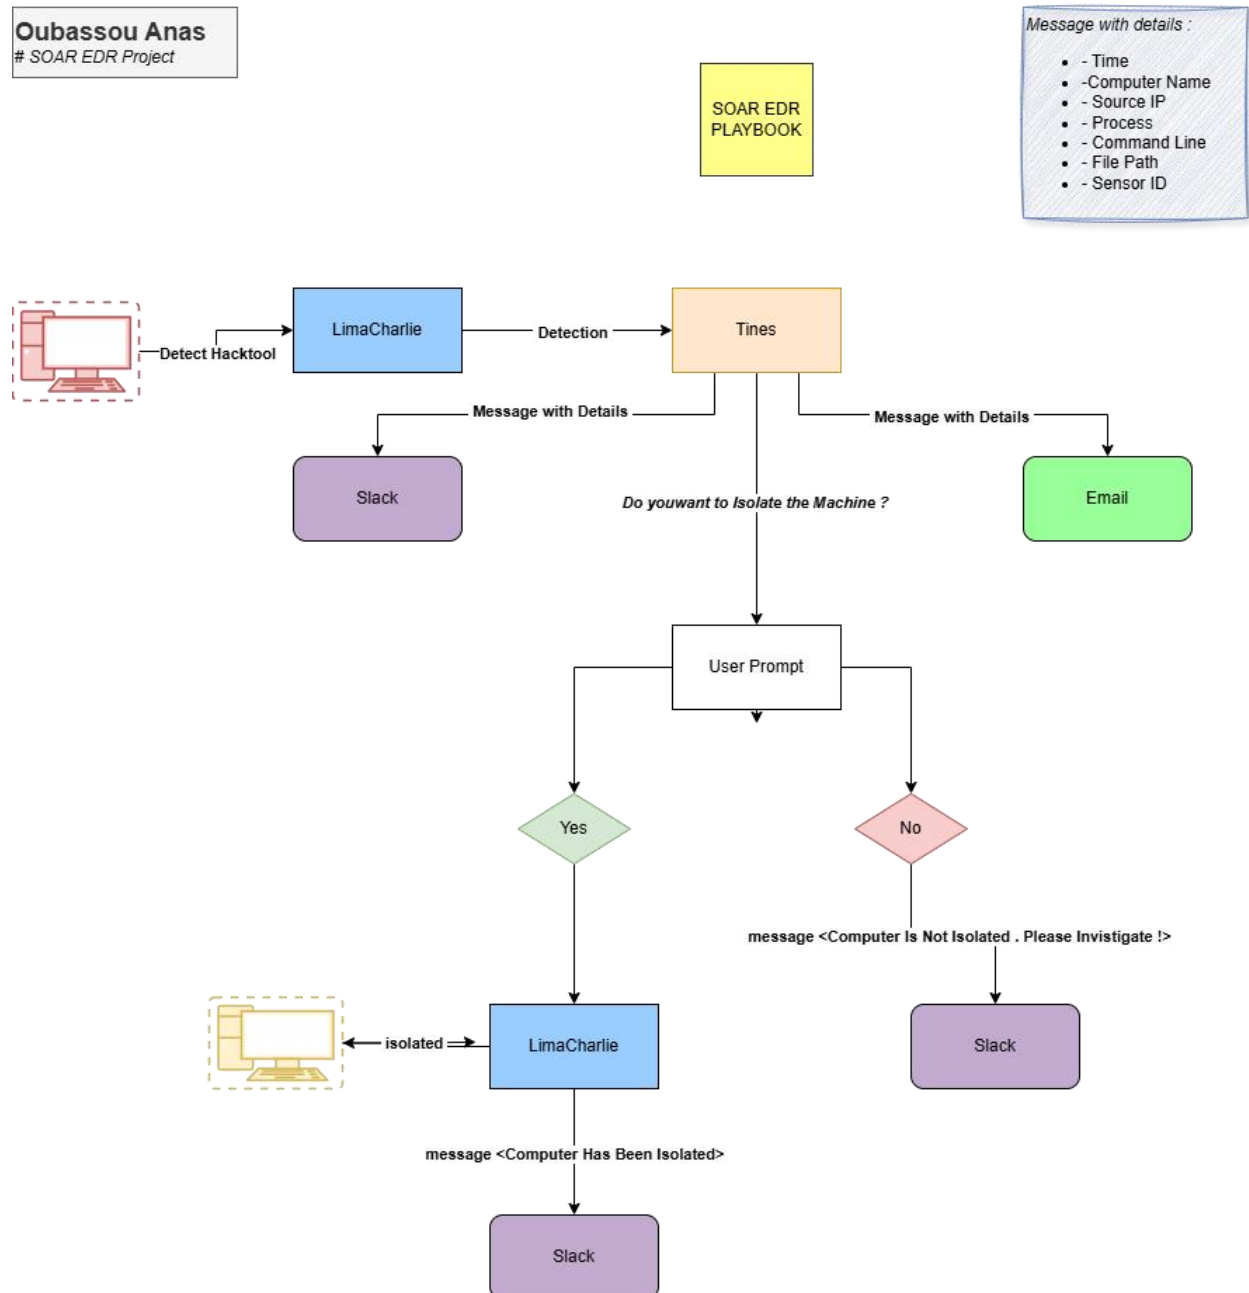 Oubassou Anas
# SOAR EDR Project
SOAR EDR
PLAYBOOK
Message with details :
- Time
-Computer Name
- Source IP
- Process
- Command Line
- File Path
- Sensor ID
Detect Hacktool
LimaCharlie
Detection
Tines
Message with Details
Message with Details
Slack
Do youwant to Isolate the Machine ?
Email
User Prompt
Yes
No
message <Computer Is Not Isolated . Please Invistigate !>
isolated
LimaCharlie
Slack
message <Computer Has Been Isolated>
Slack